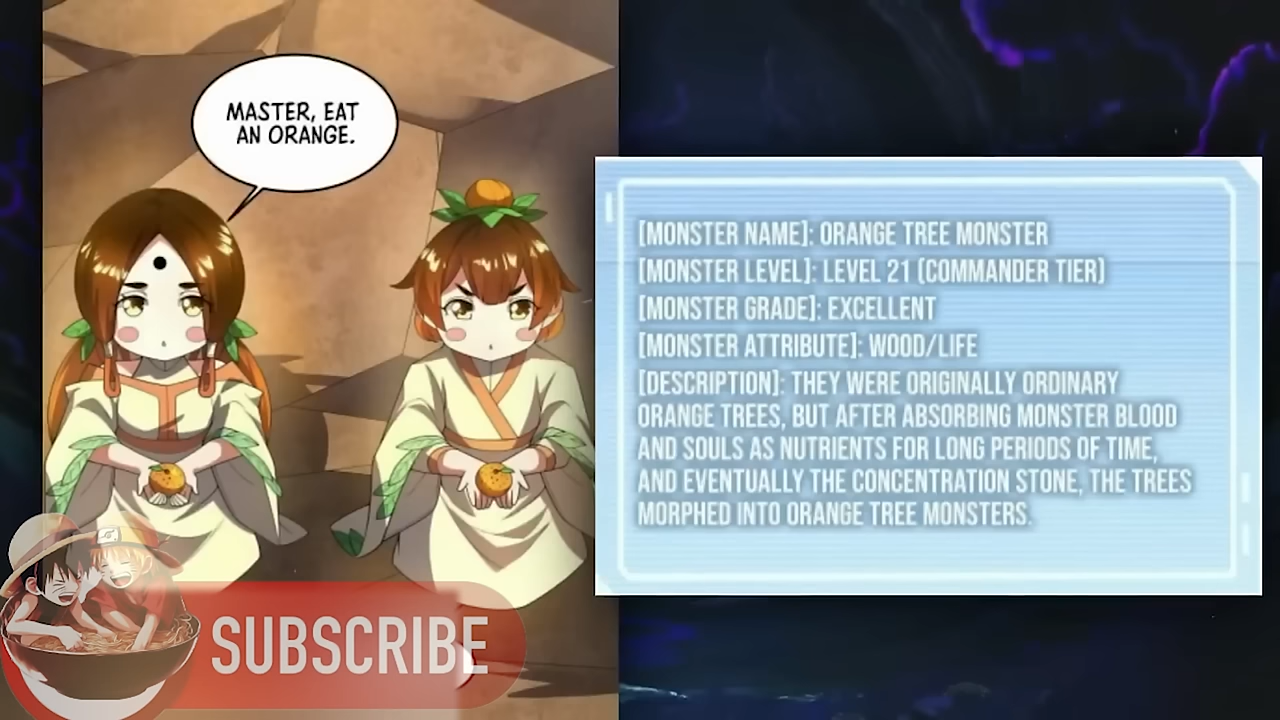 MASTER, EAT
AN ORANGE.
[MONSTER NAME]: ORANGE TREE MONSTER
[MONSTER LEVEL]: LEVEL 21 (COMMANDER TIER)
[MONSTER GRADE]: EXCELLENT
[MONSTER ATTRIBUTE]: WOOD/LIFE
[DESCRIPTION]: THEY WERE ORIGINALLY ORDINARY
ORANGE TREES, BUT AFTER ABSORBING MONSTER BLOOD
AND SOULS AS NUTRIENTS FOR LONG PERIODS OF TIME,
AND EVENTUALLY THE CONCENTRATION STONE, THE TREES
MORPHED INTO ORANGE TREE MONSTERS.
SUBSCRIBE